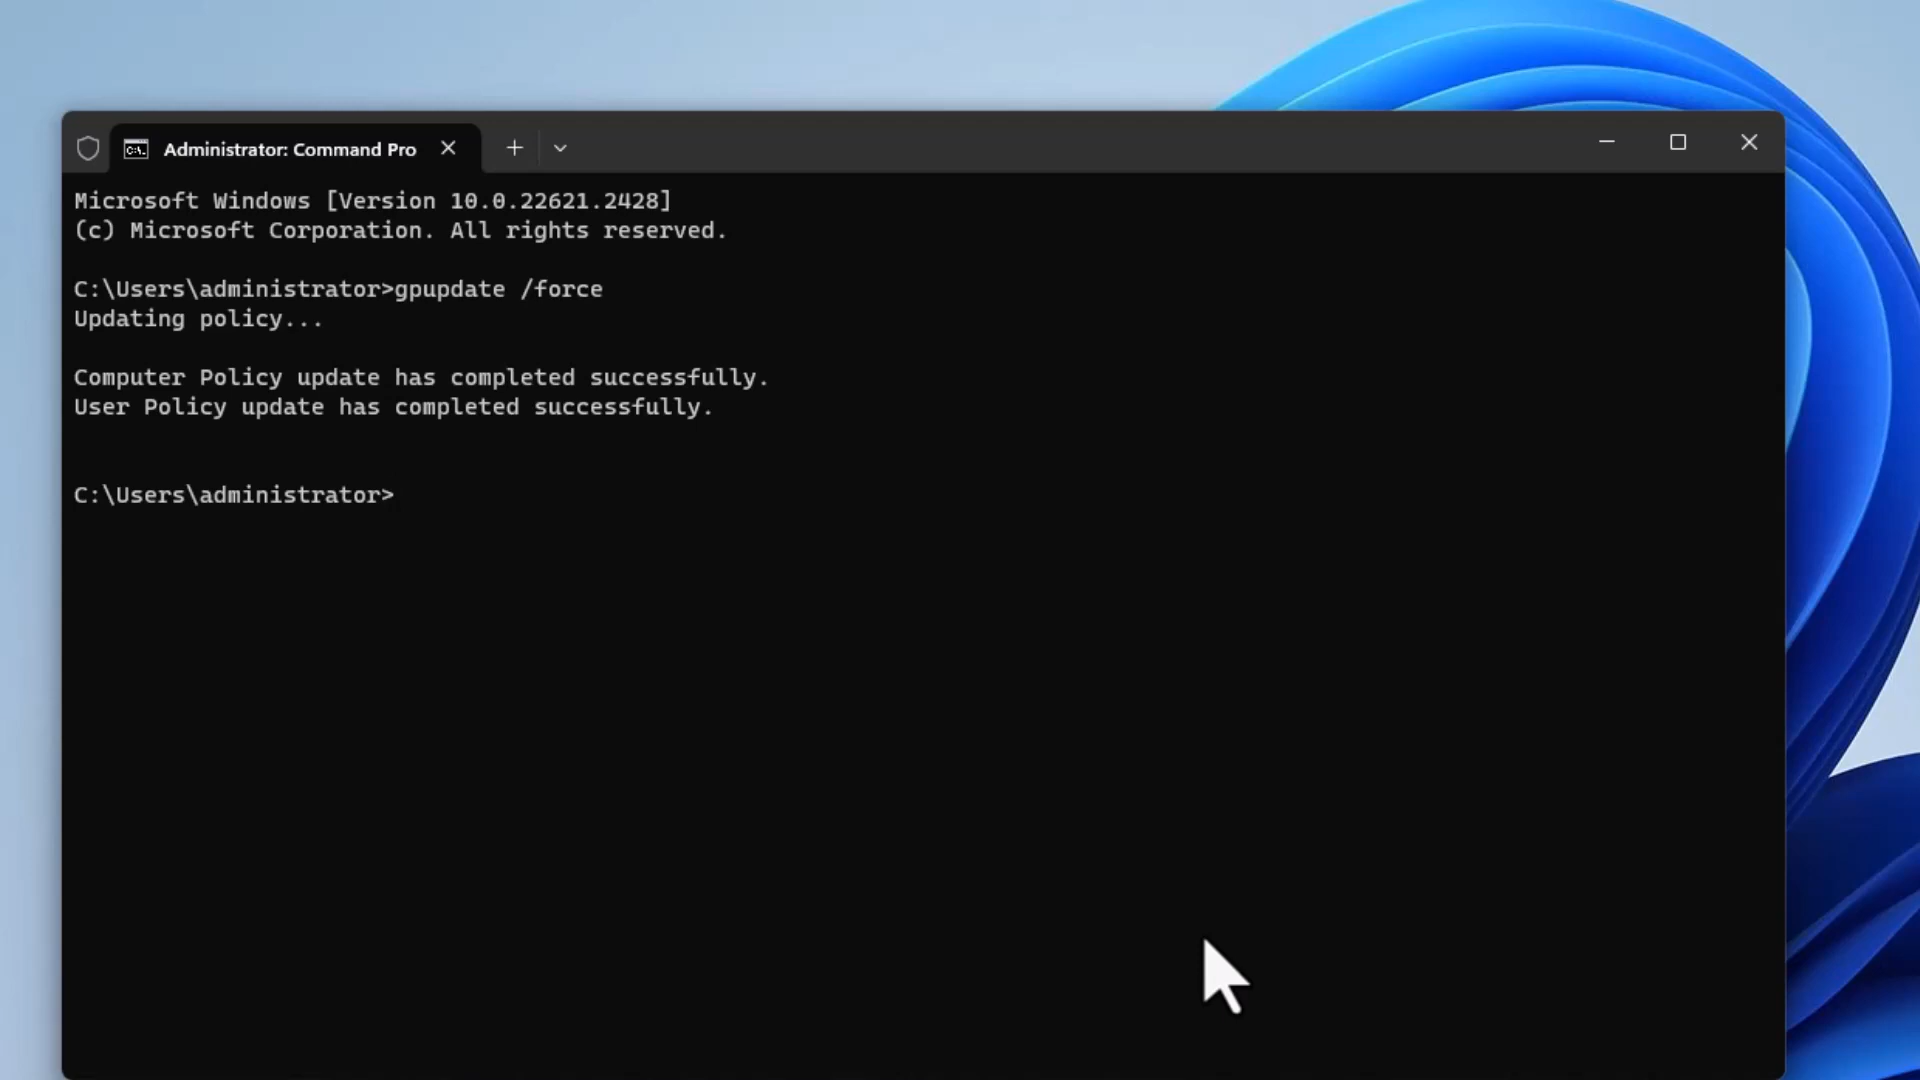 Administrator: Command Pro
Microsoft Windows [Version 10.0.22621.2428]
(c) Microsoft Corporation. All rights reserved.
C:\Users\administrator>gpupdate /force
Updating policy...
Computer Policy update has completed successfully.
User Policy update has completed successfully.
C:\Users\administrator>